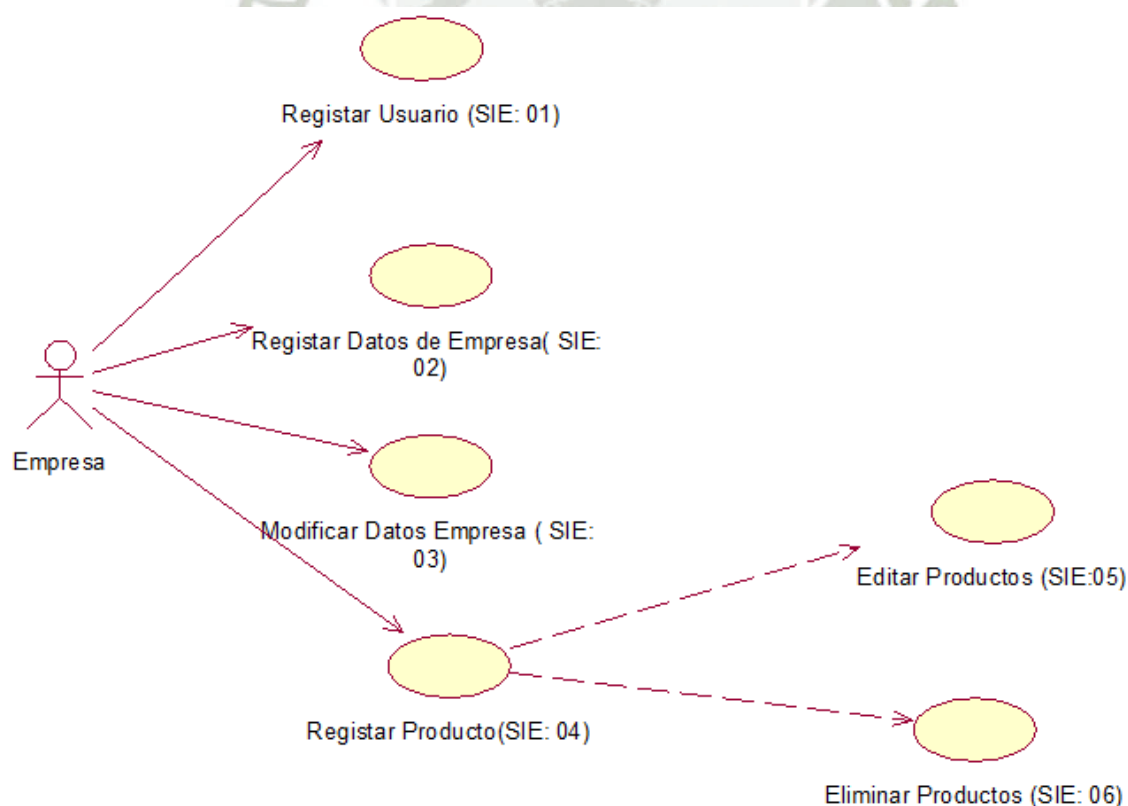 Registar Usuario (SIE: 01)
Registar Datos de Empresa( SIE:
02)
Empresa
Modificar Datos Empresa ( SIE:
03)
Editar Productos (SIE:05)
Registar Producto(SIE: 04)
Eliminar Productos (SIE: 06)